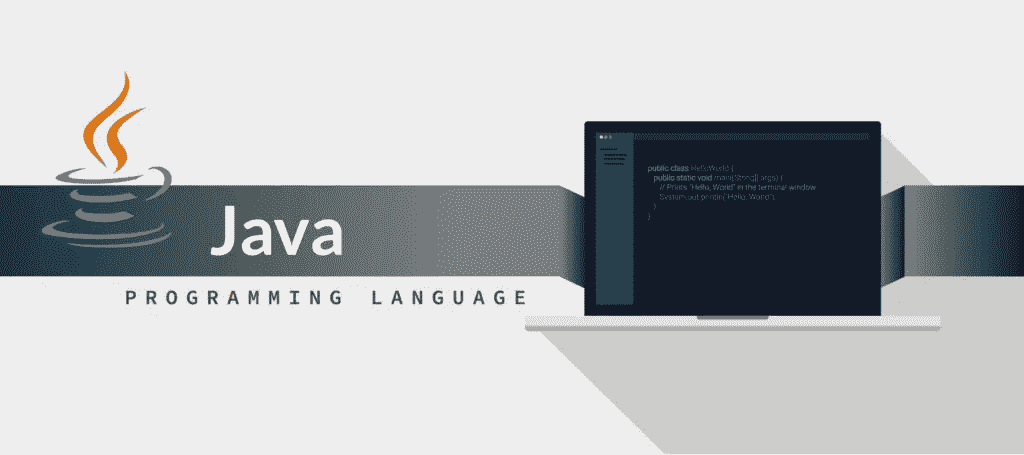 Java
PROGRAMMING LANGUAGE
public class HelloWorld {
public static void main(String[] args) {
// Prints "Hello, World" in the terminal window.
System.out.println("Hello, World");
}
}